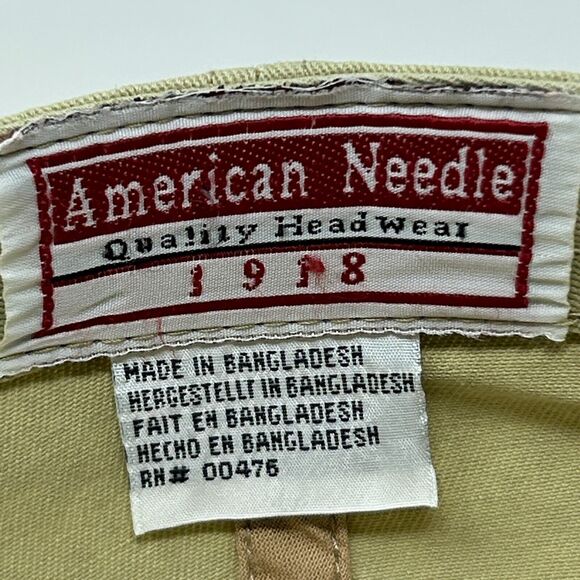 American Needle
Quality HeadWear
1918
MADE IN BANGLADESH
HERGESTELLT IN BANGLADESH
FAIT EN BANGLADESH
HECHO EN BANGLADESH
RN# 00476